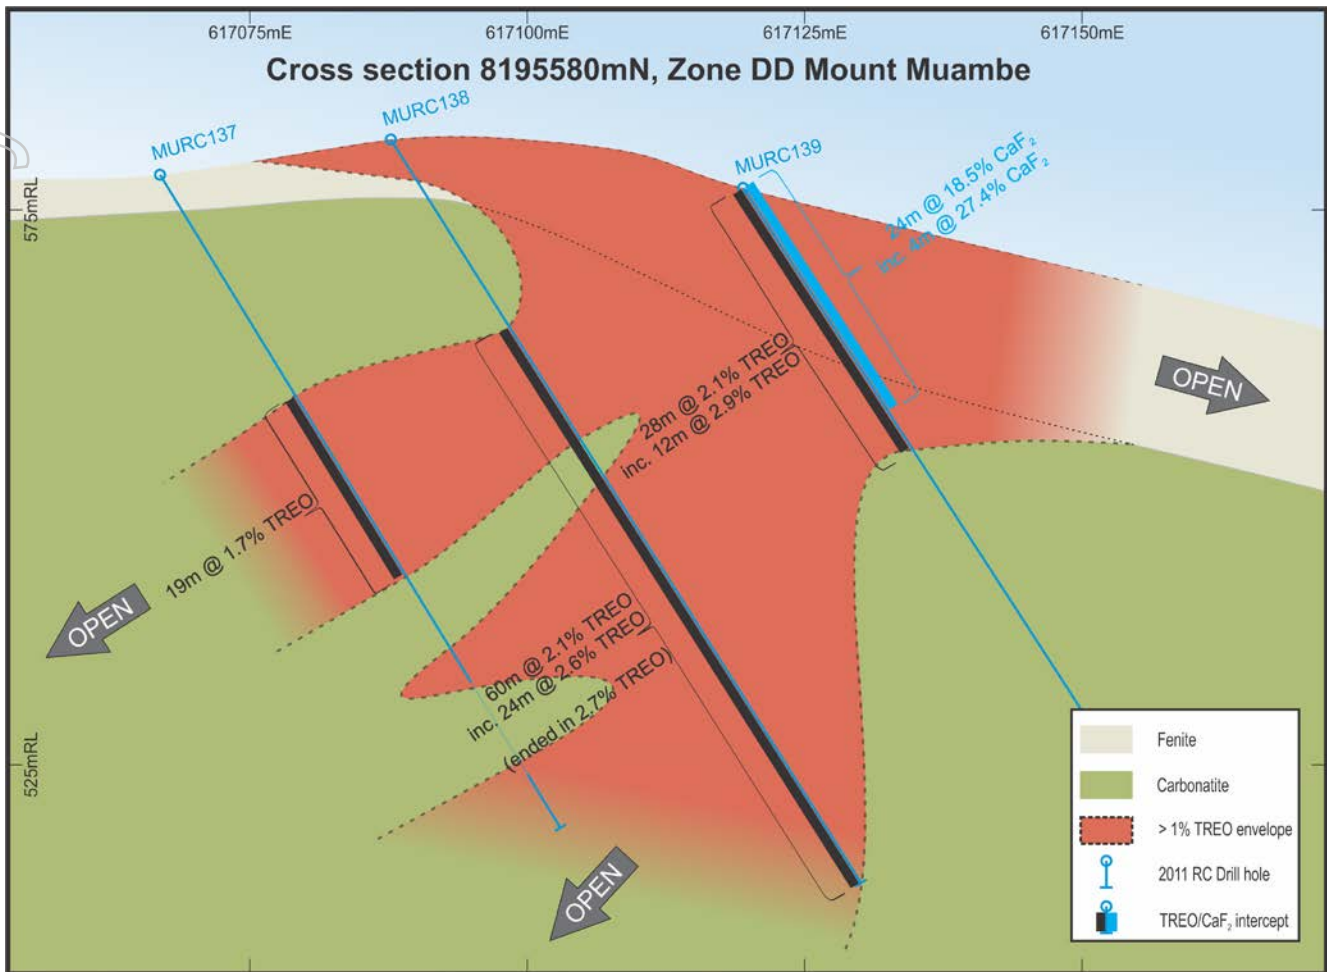 617075mE
617100mE
617125mE
617150mE
Cross section 8195580mN, Zone DD Mount Muambe
MURC137
MURC138
MURC139
24m @ 18.5% CaF₂
inc. 4m @ 27.4% CaF₂
575mRL
28m @ 2.1% TREO
inc. 12m @ 2.9% TREO
OPEN
19m @ 1.7% TREO
OPEN
60m @ 2.1% TREO
inc. 24m @ 2.6% TREO
(ended in 2.7% TREO)
525mRL
OPEN
Fenite
Carbonatite
> 1% TREO envelope
2011 RC Drill hole
TREO/CaF₂ intercept